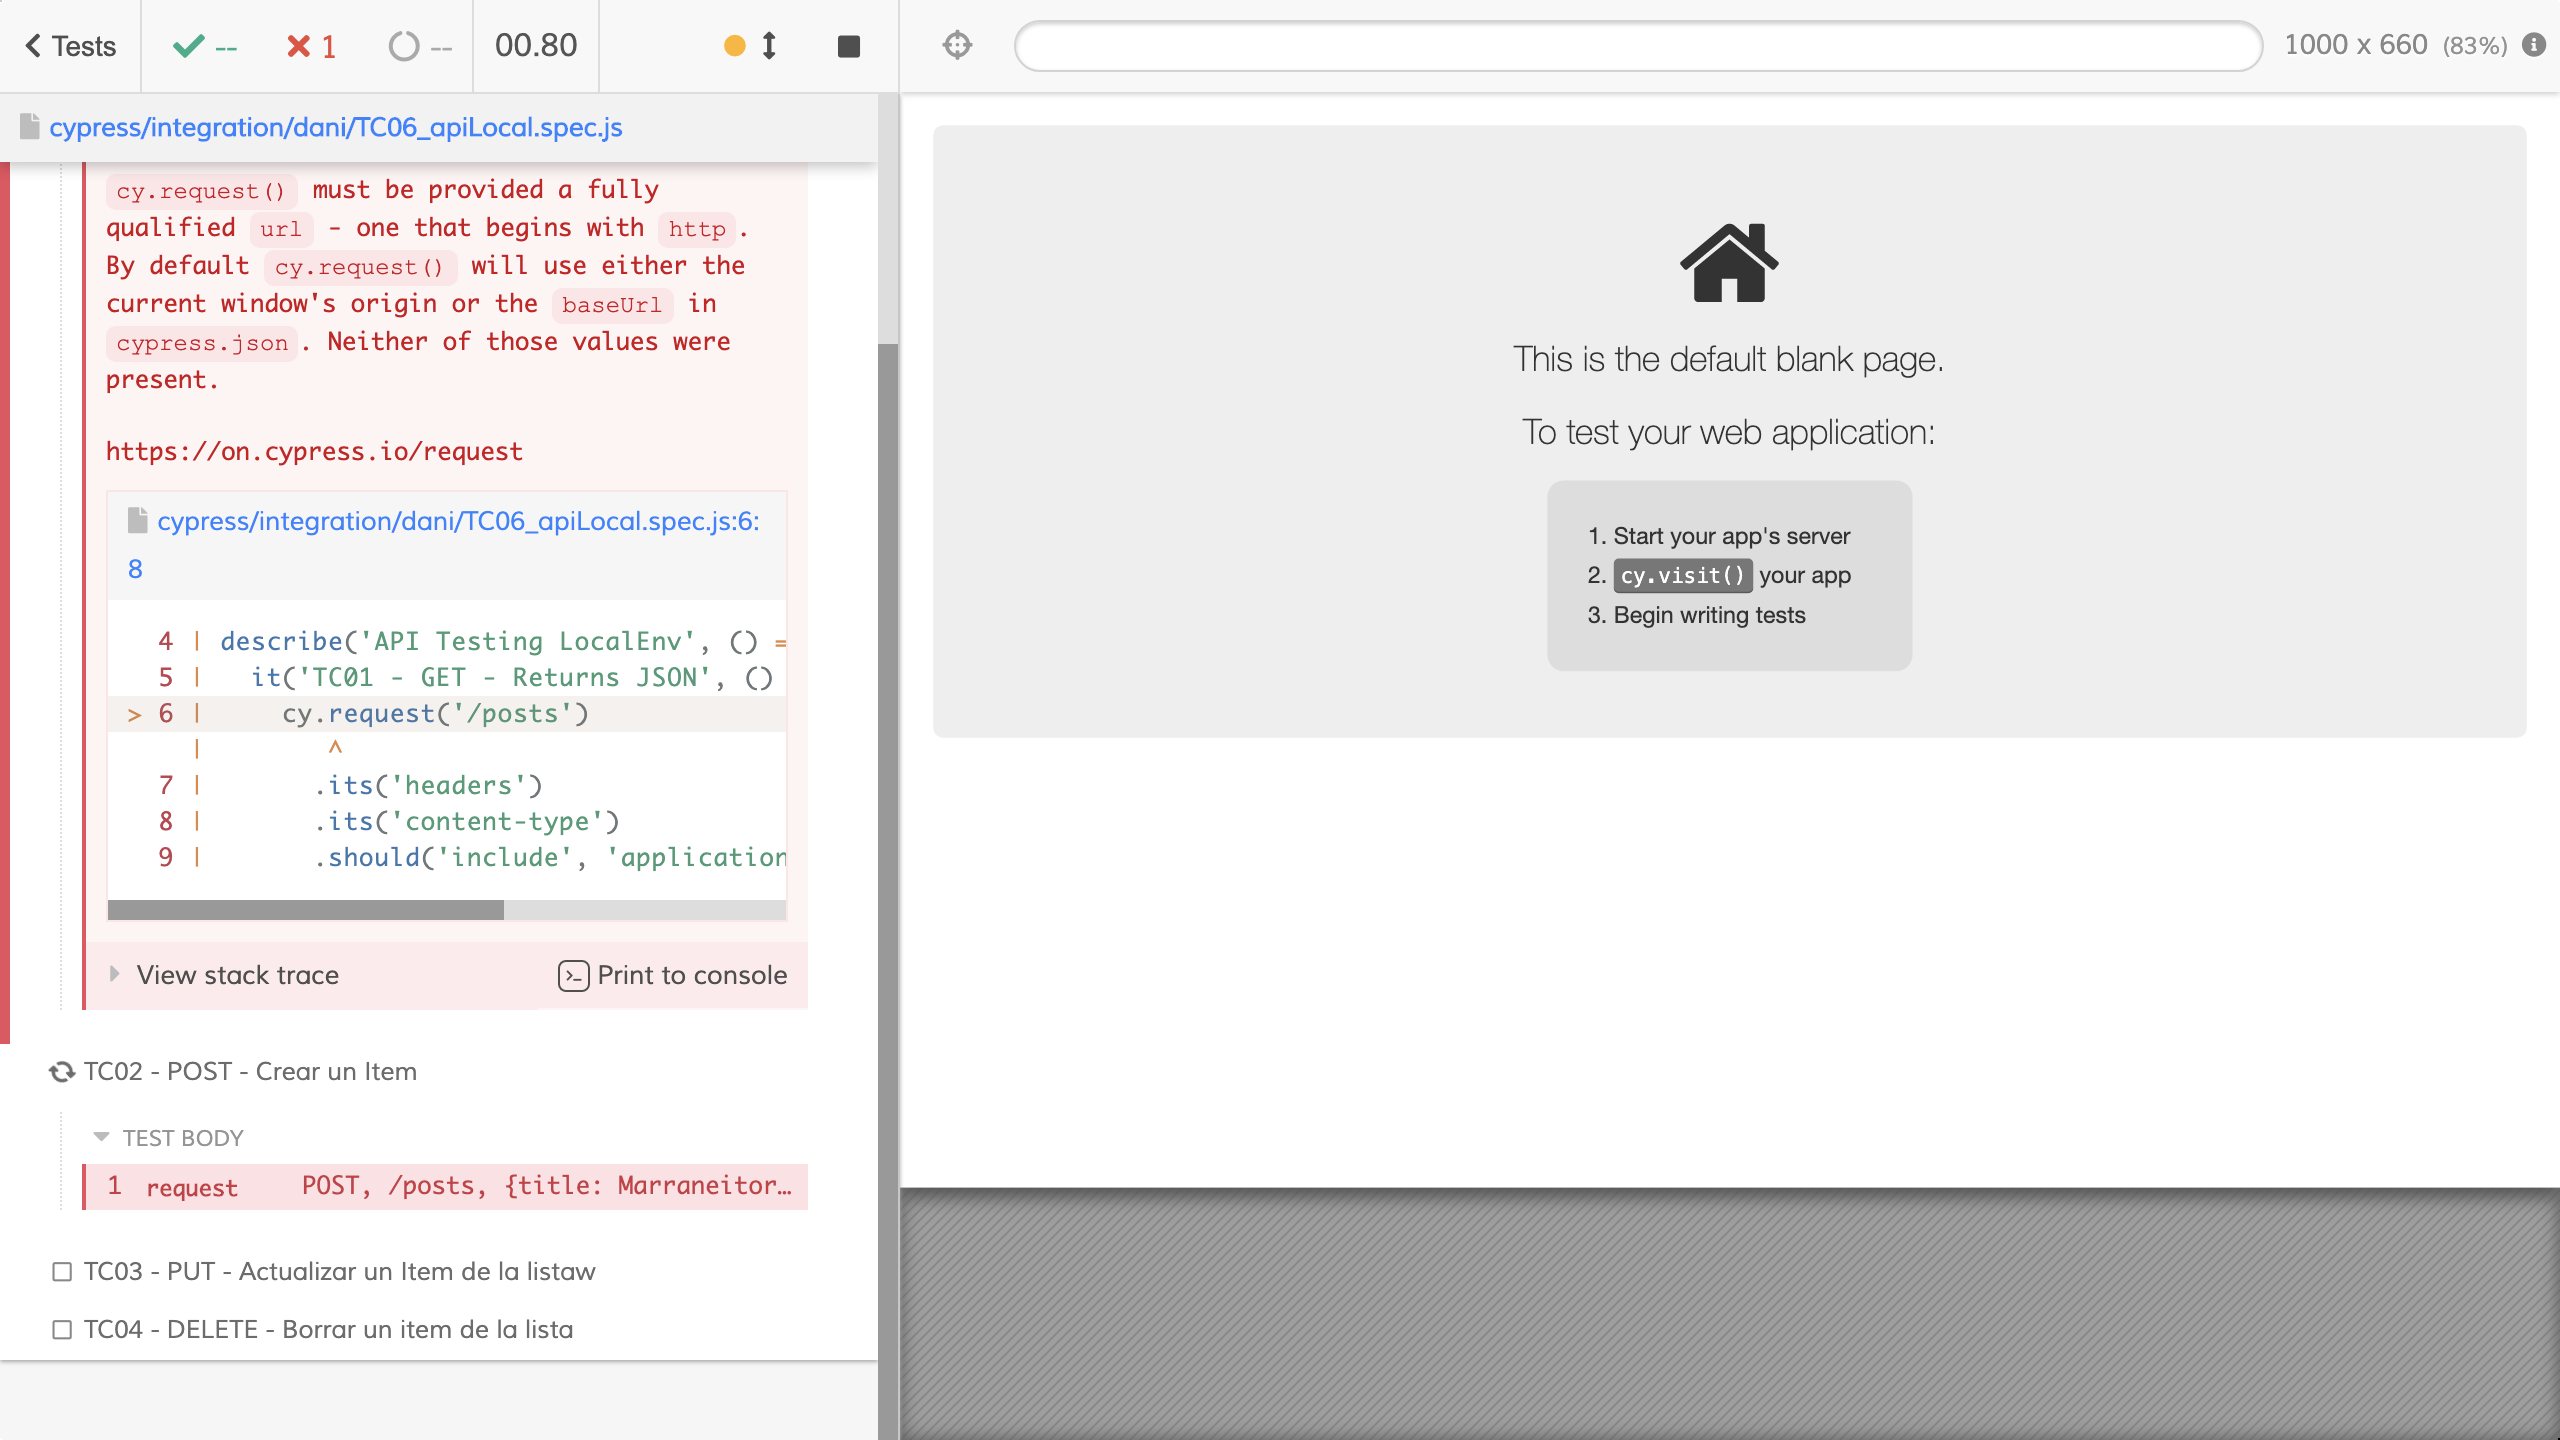 Tests
--
1
--
00.80
1000 x 660 (83%)
cypress/integration/dani/TC06_apiLocal.spec.js
cy.request() must be provided a fully
qualified url - one that begins with http.
By default cy.request() will use either the
current window's origin or the baseUrl in
cypress.json. Neither of those values were
present.
https://on.cypress.io/request
cypress/integration/dani/TC06_apiLocal.spec.js:6:
8
4 | describe('API Testing LocalEnv', () =
5 | it('TC01 - GET - Returns JSON', ()
> 6 | cy.request('/posts')
| ^
7 | .its('headers')
8 | .its('content-type')
9 | .should('include', 'application
View stack trace
Print to console
TC02 - POST - Crear un Item
TEST BODY
1 request POST, /posts, {title: Marraneitor…
TC03 - PUT - Actualizar un Item de la listaw
TC04 - DELETE - Borrar un item de la lista
This is the default blank page.
To test your web application:
1. Start your app's server
2. cy.visit() your app
3. Begin writing tests